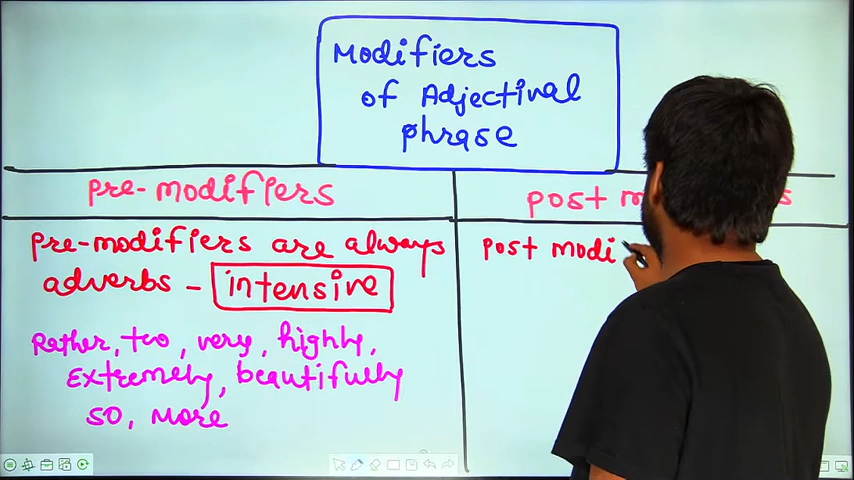 Modifiers
of Adjectival
phrase
pre-modifiers
post
pre-modifiers are always
adverbs - intensive
Rather, too, very, highly,
Extremely, beautifully
so, More
post modi